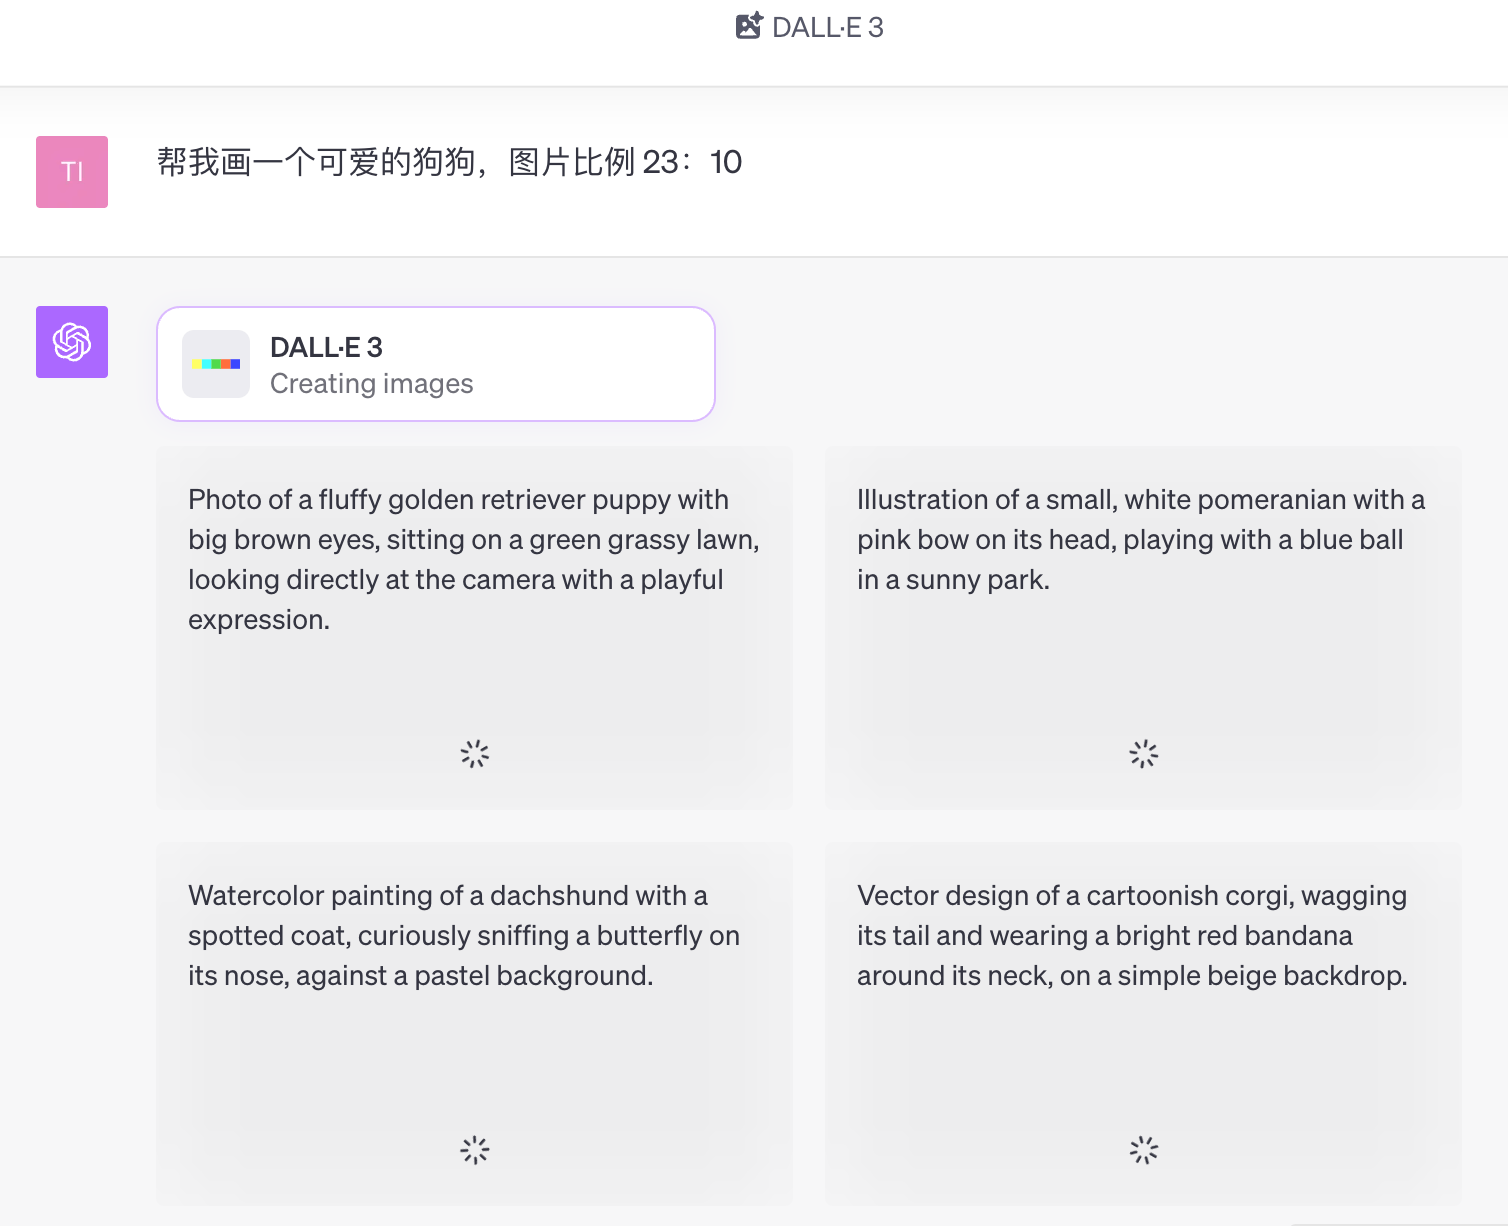 DALL·E 3
TI
帮我画一个可爱的狗狗，图片比例 23：10
DALL·E 3
Creating images
Photo of a fluffy golden retriever puppy with
big brown eyes, sitting on a green grassy lawn,
looking directly at the camera with a playful
expression.
Illustration of a small, white pomeranian with a
pink bow on its head, playing with a blue ball
in a sunny park.
Watercolor painting of a dachshund with a
spotted coat, curiously sniffing a butterfly on
its nose, against a pastel background.
Vector design of a cartoonish corgi, wagging
its tail and wearing a bright red bandana
around its neck, on a simple beige backdrop.